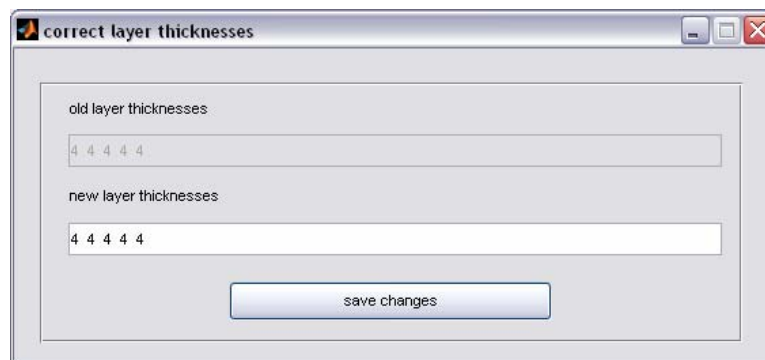 correct layer thicknesses
old layer thicknesses
4 4 4 4 4
new layer thicknesses
4 4 4 4 4
save changes